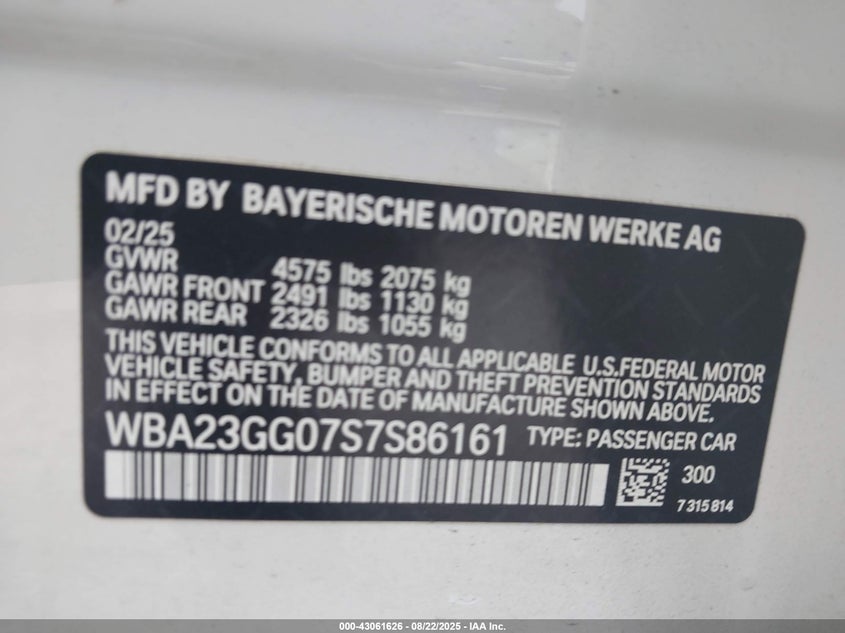 MFD BY BAYERISCHE MOTOREN WERKE AG
02/25
GVWR 4575 lbs 2075 kg
GAWR FRONT 2491 lbs 1130 kg
GAWR REAR 2326 lbs 1055 kg
THIS VEHICLE CONFORMS TO ALL APPLICABLE U.S.FEDERAL MOTOR
VEHICLE SAFETY, BUMPER AND THEFT PREVENTION STANDARDS
IN EFFECT ON THE DATE OF MANUFACTURE SHOWN ABOVE.
WBA23GG07S7S86161 TYPE: PASSENGER CAR
300
7315814
000-43061626 - 08/22/2025 - IAA Inc.